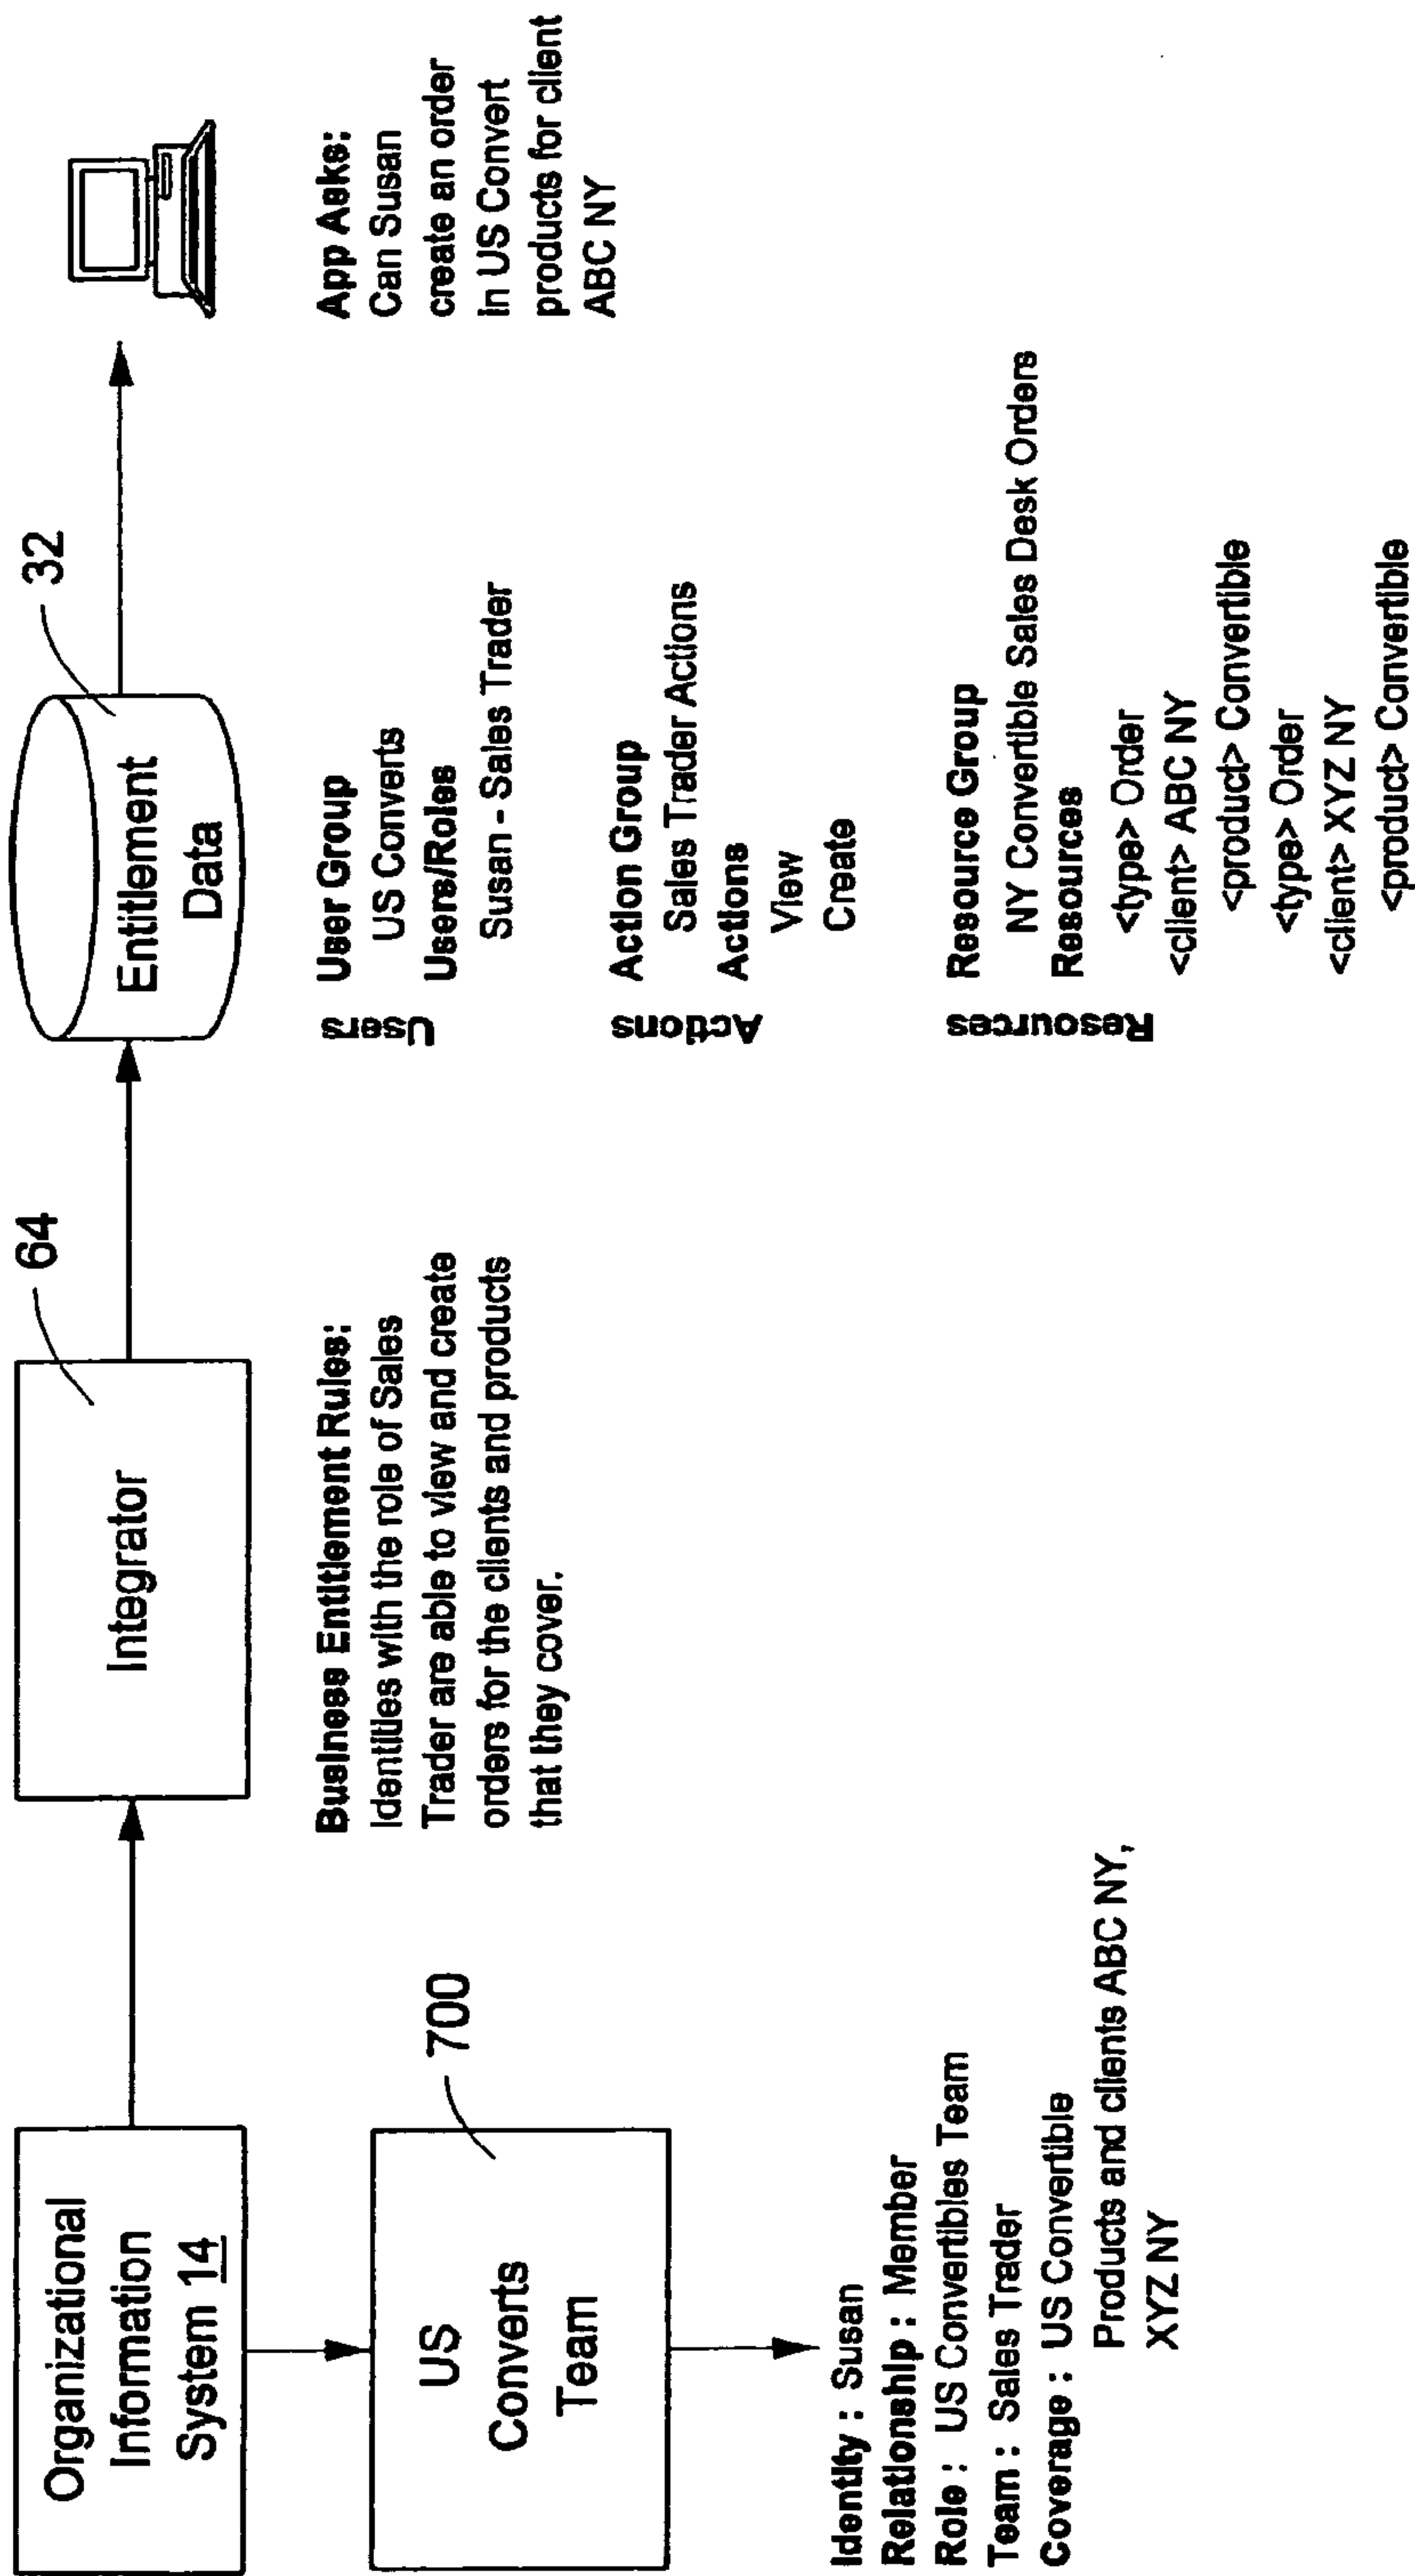 Organizational
Information
System 14
700
US
Converts
Team
Identity : Susan
Relationship : Member
Role : US Convertibles Team
Team : Sales Trader
Coverage : US Convertible
Products and clients ABC NY,
XYZ NY
64
Integrator
Business Entitlement Rules:
Identities with the role of Sales
Trader are able to view and create
orders for the clients and products
that they cover.
32
Entitlement
Data
Users
User Group
US Converts
Users/Roles
Susan - Sales Trader
Actions
Action Group
Sales Trader Actions
Actions
View
Create
Resources
Resource Group
NY Convertible Sales Desk Orders
Resources
<type> Order
<client> ABC NY
<product> Convertible
<type> Order
<client> XYZ NY
<product> Convertible
App Asks:
Can Susan
create an order
in US Convert
products for client
ABC NY